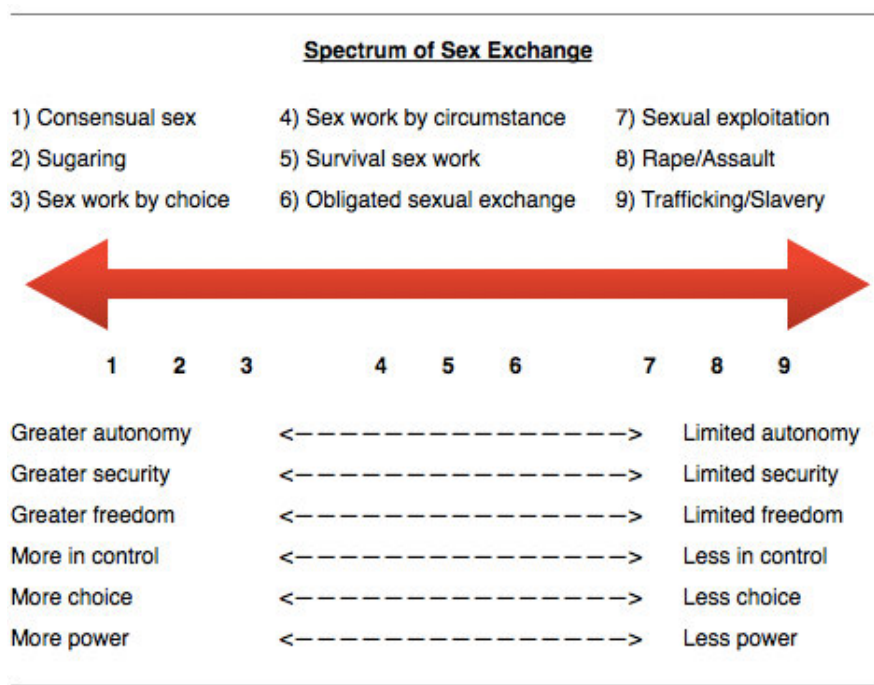 Spectrum of Sex Exchange
1) Consensual sex 4) Sex work by circumstance 7) Sexual exploitation
2) Sugaring 5) Survival sex work 8) Rape/Assault
3) Sex work by choice 6) Obligated sexual exchange 9) Trafficking/Slavery
1 2 3 4 5 6 7 8 9
Greater autonomy <———————————————> Limited autonomy
Greater security <———————————————> Limited security
Greater freedom <———————————————> Limited freedom
More in control <———————————————> Less in control
More choice <———————————————> Less choice
More power <———————————————> Less power